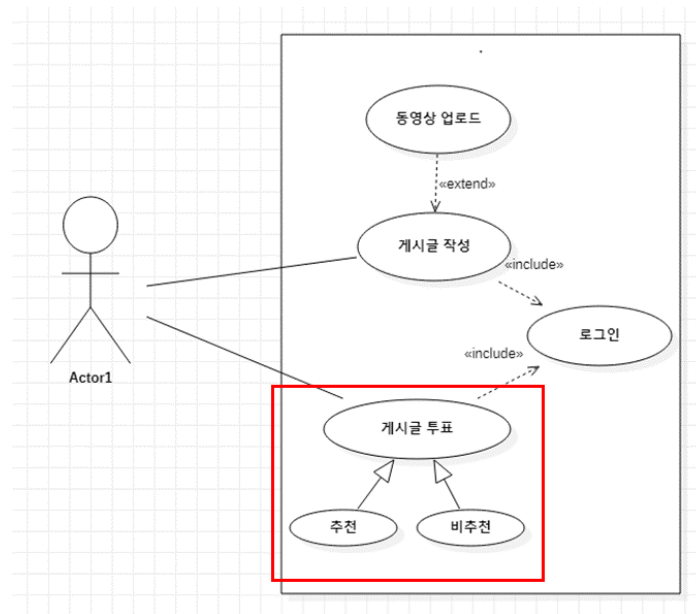 동영상 업로드
«extend»
게시글 작성
«include»
로그인
«include»
Actor1
게시글 투표
추천
비추천